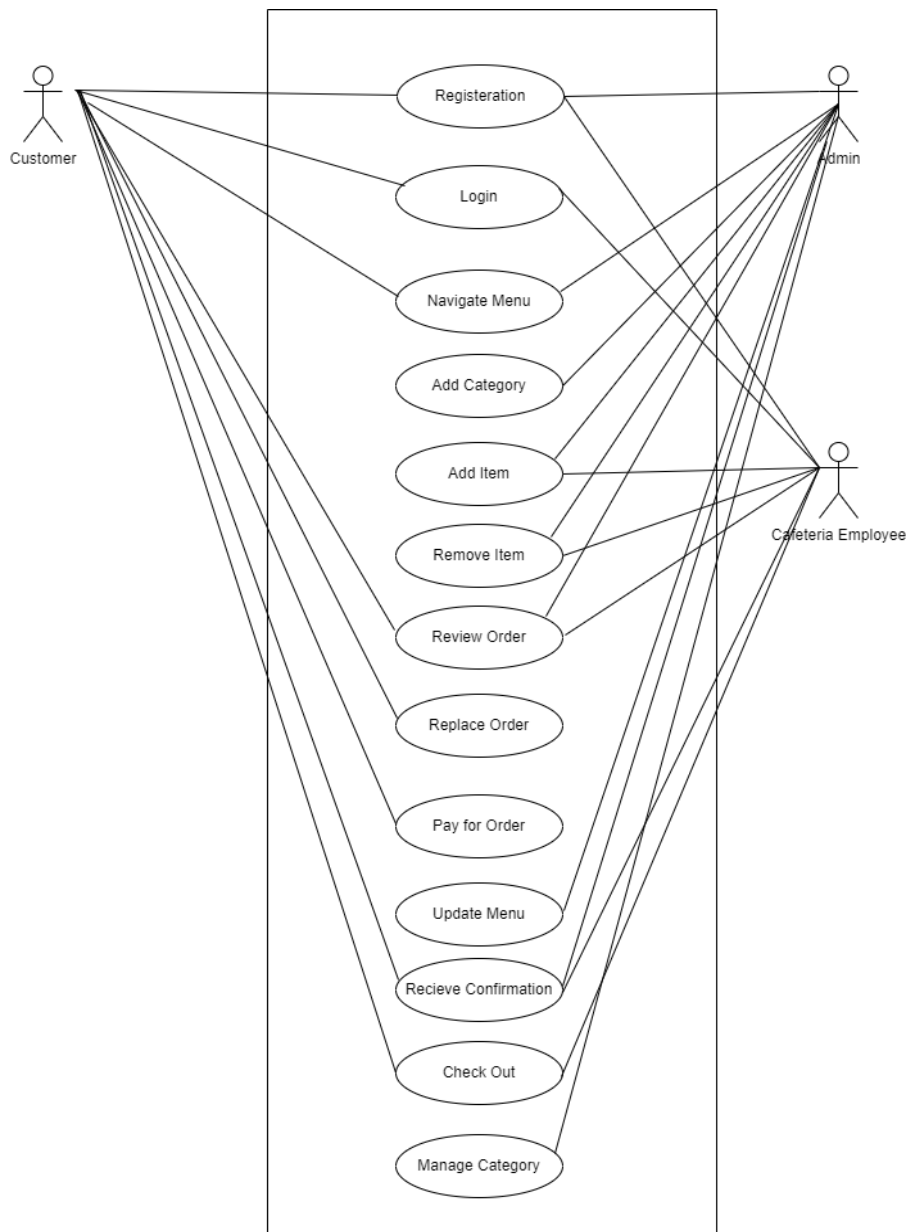 Registeration
Customer
Admin
Login
Navigate Menu
Add Category
Add Item
Cafeteria Employee
Remove Item
Review Order
Replace Order
Pay for Order
Update Menu
Recieve Confirmation
Check Out
Manage Category